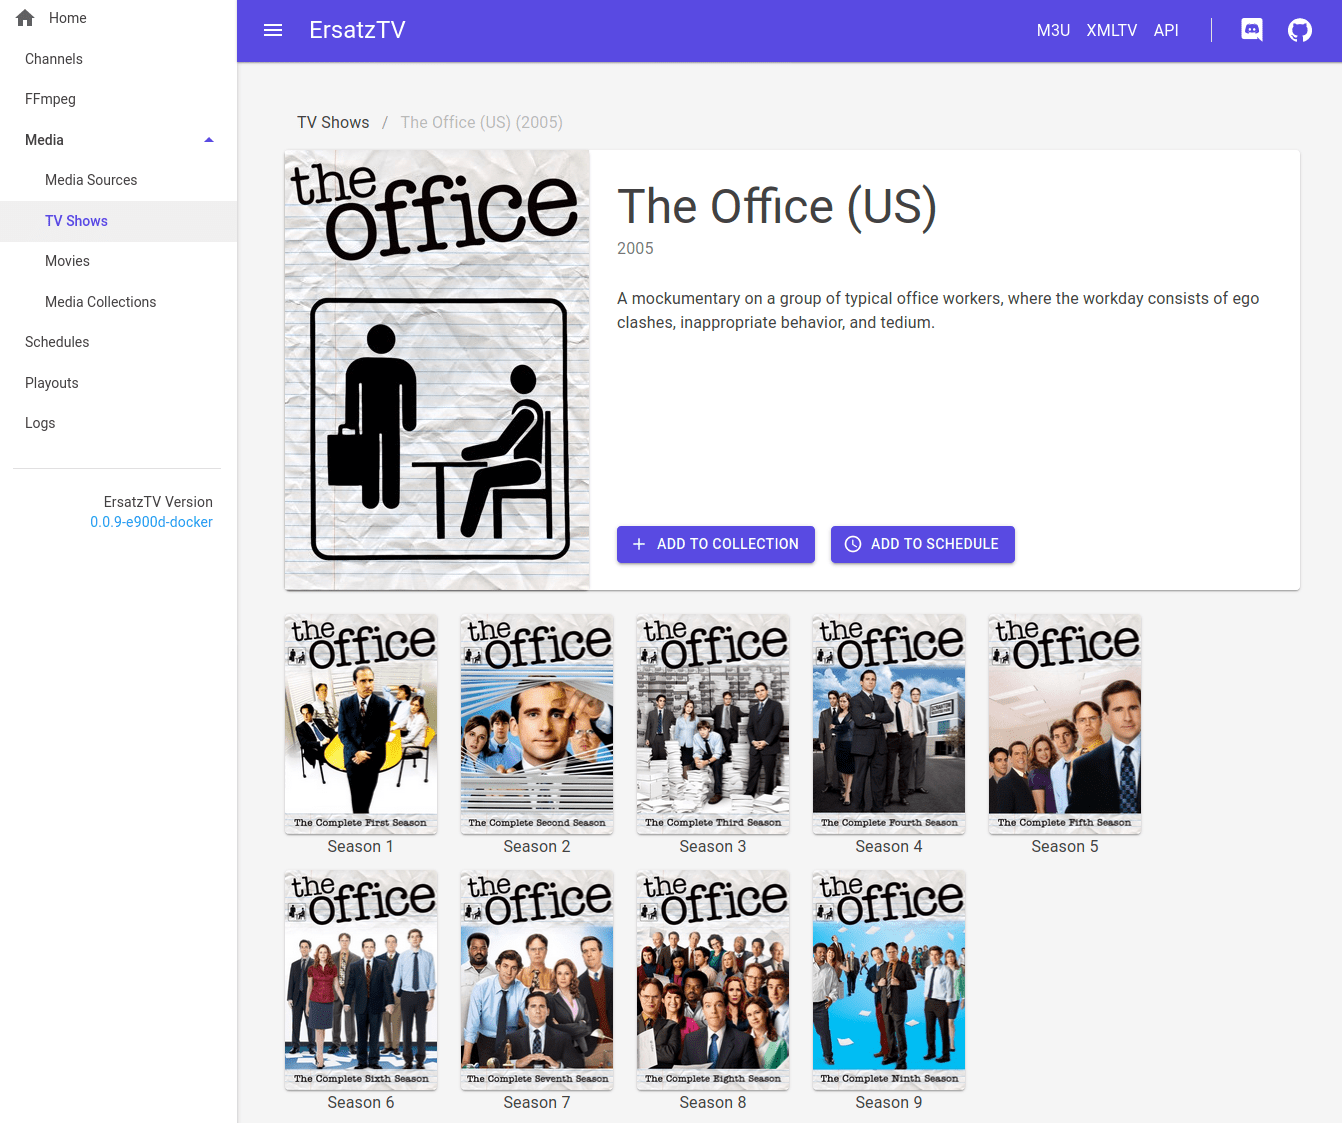 Home
Channels
FFmpeg
Media
Media Sources
TV Shows
Movies
Media Collections
Schedules
Playouts
Logs
ErsatzTV Version
0.0.9-e900d-docker
ErsatzTV
M3U XMLTV API
TV Shows / The Office (US) (2005)
the
office
The Office (US)
2005
A mockumentary on a group of typical office workers, where the workday consists of ego
clashes, inappropriate behavior, and tedium.
ADD TO COLLECTION ADD TO SCHEDULE
the
office
The Complete First Season
Season 1
the
office
The Complete Second Season
Season 2
the
office
The Complete Third Season
Season 3
the
office
The Complete Fourth Season
Season 4
the
office
The Complete Fifth Season
Season 5
the
office
The Complete Sixth Season
Season 6
the
office
The Complete Seventh Season
Season 7
the
office
The Complete Eighth Season
Season 8
the
office
The Complete Ninth Season
Season 9